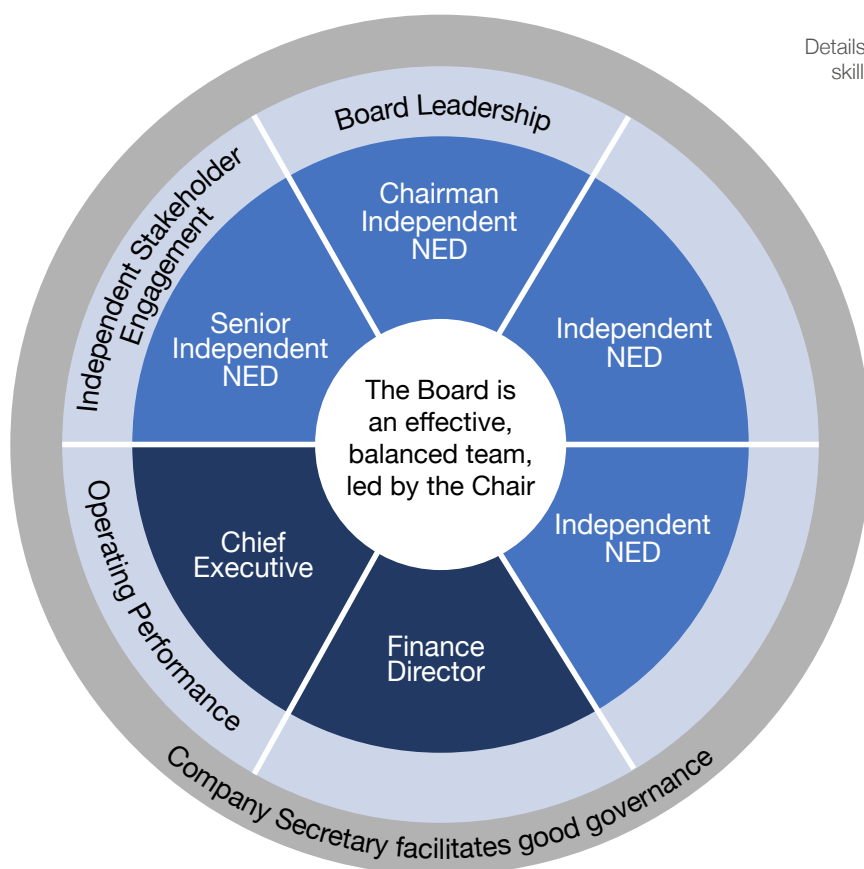 Details
skill
Board Leadership
Independent Stakeholder
Engagement
Chairman
Independent
NED
Senior
Independent
NED
Independent
NED
The Board is
an effective,
balanced team,
led by the Chair
Chief
Executive
Independent
NED
Finance
Director
Operating Performance
Company Secretary facilitates good governance